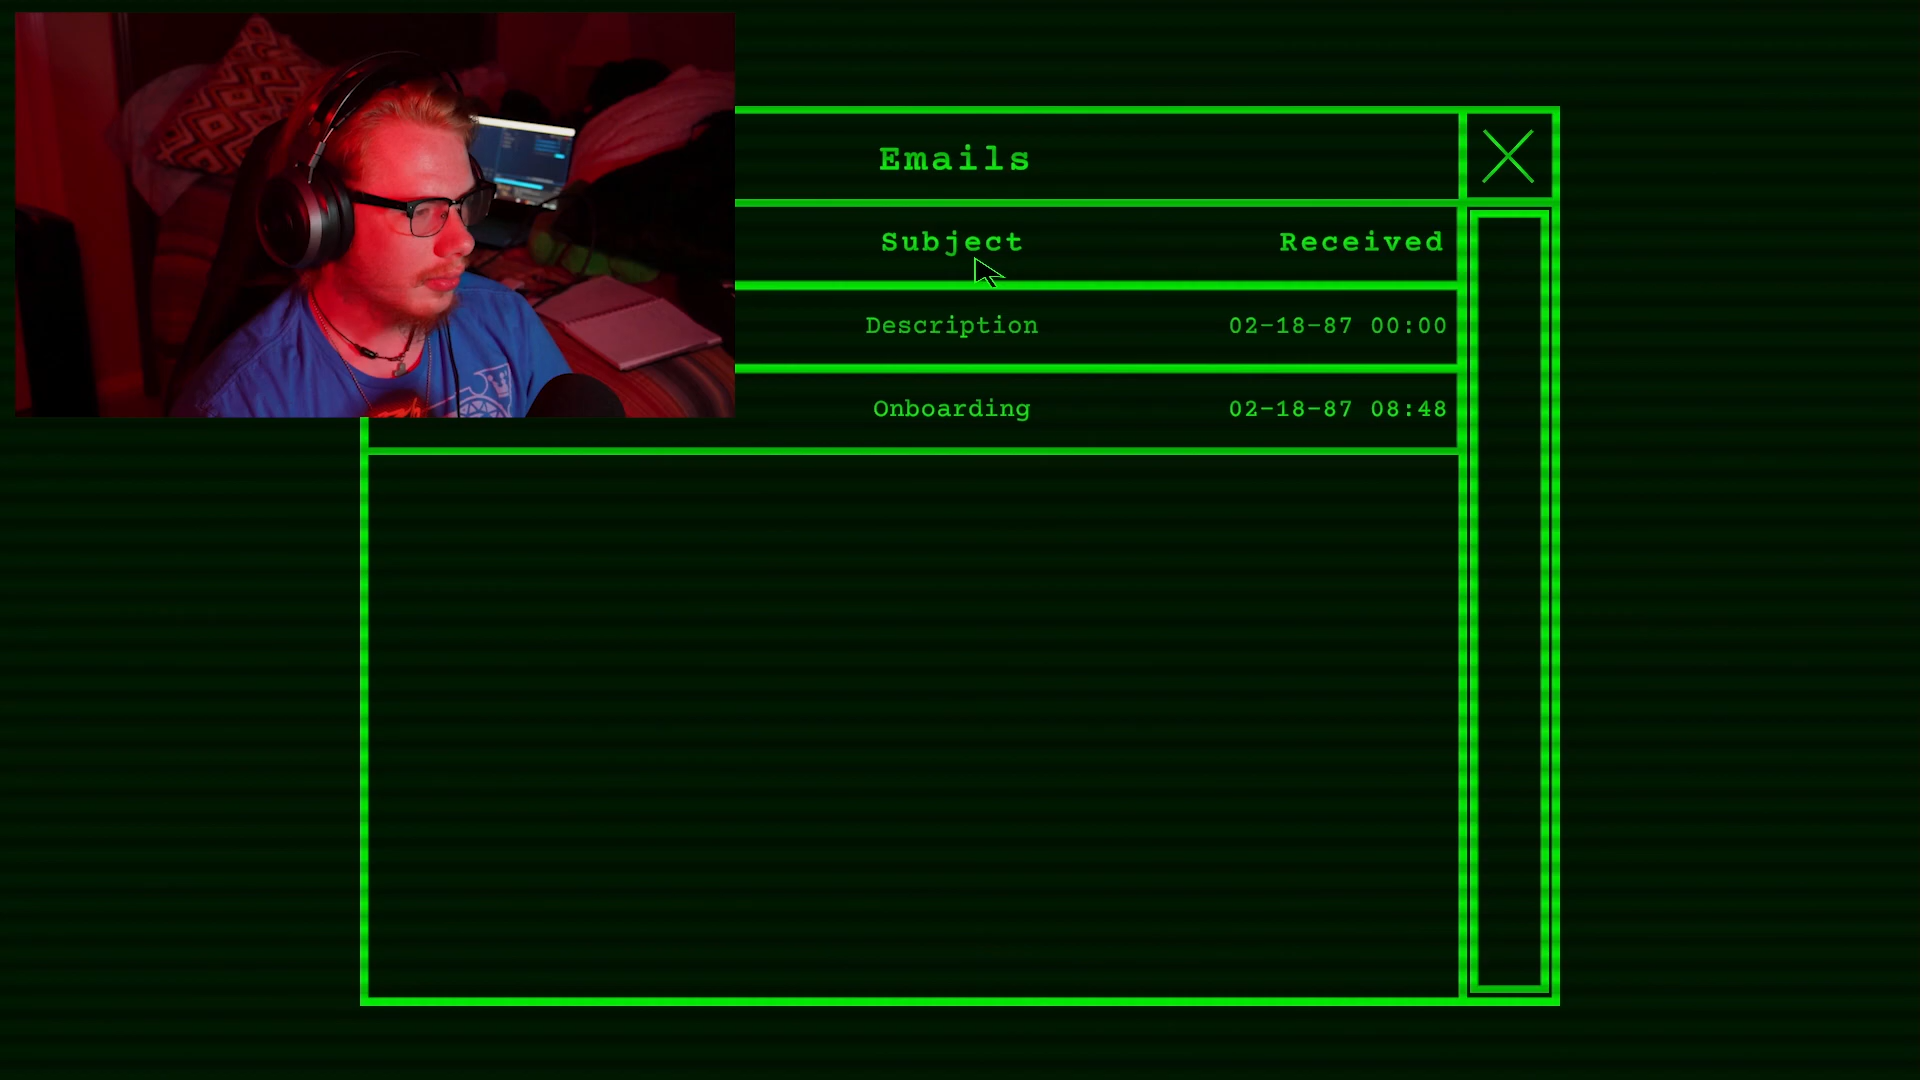 Emails
Subject Received
Description 02-18-87 00:00
Onboarding 02-18-87 08:48